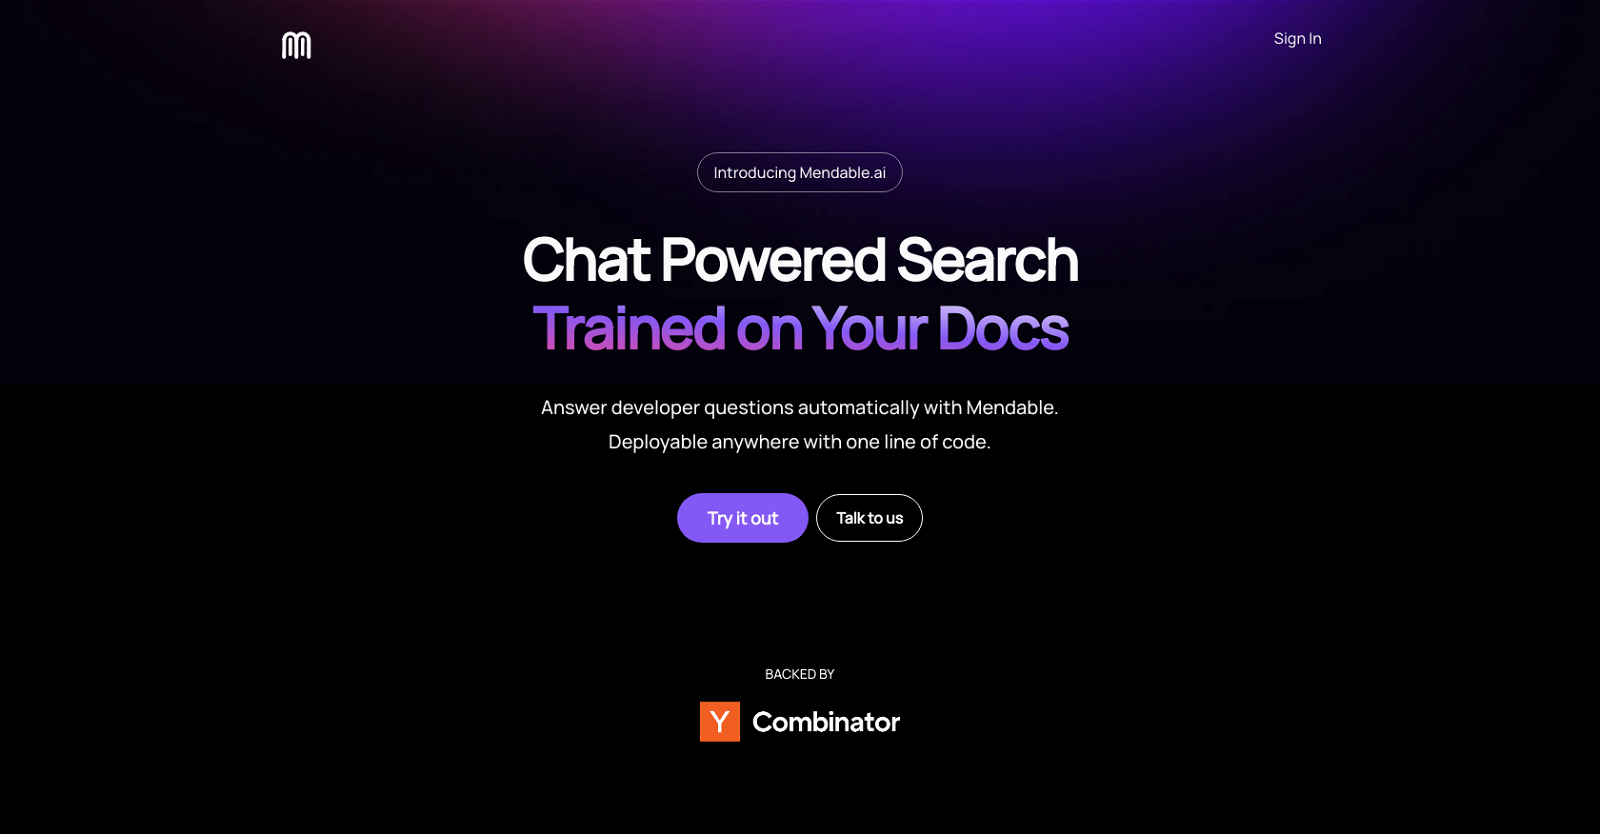 Sign In
Introducing Mendable.ai
Chat Powered Search
Trained on Your Docs
Answer developer questions automatically with Mendable.
Deployable anywhere with one line of code.
Try it out
Talk to us
BACKED BY
Y Combinator